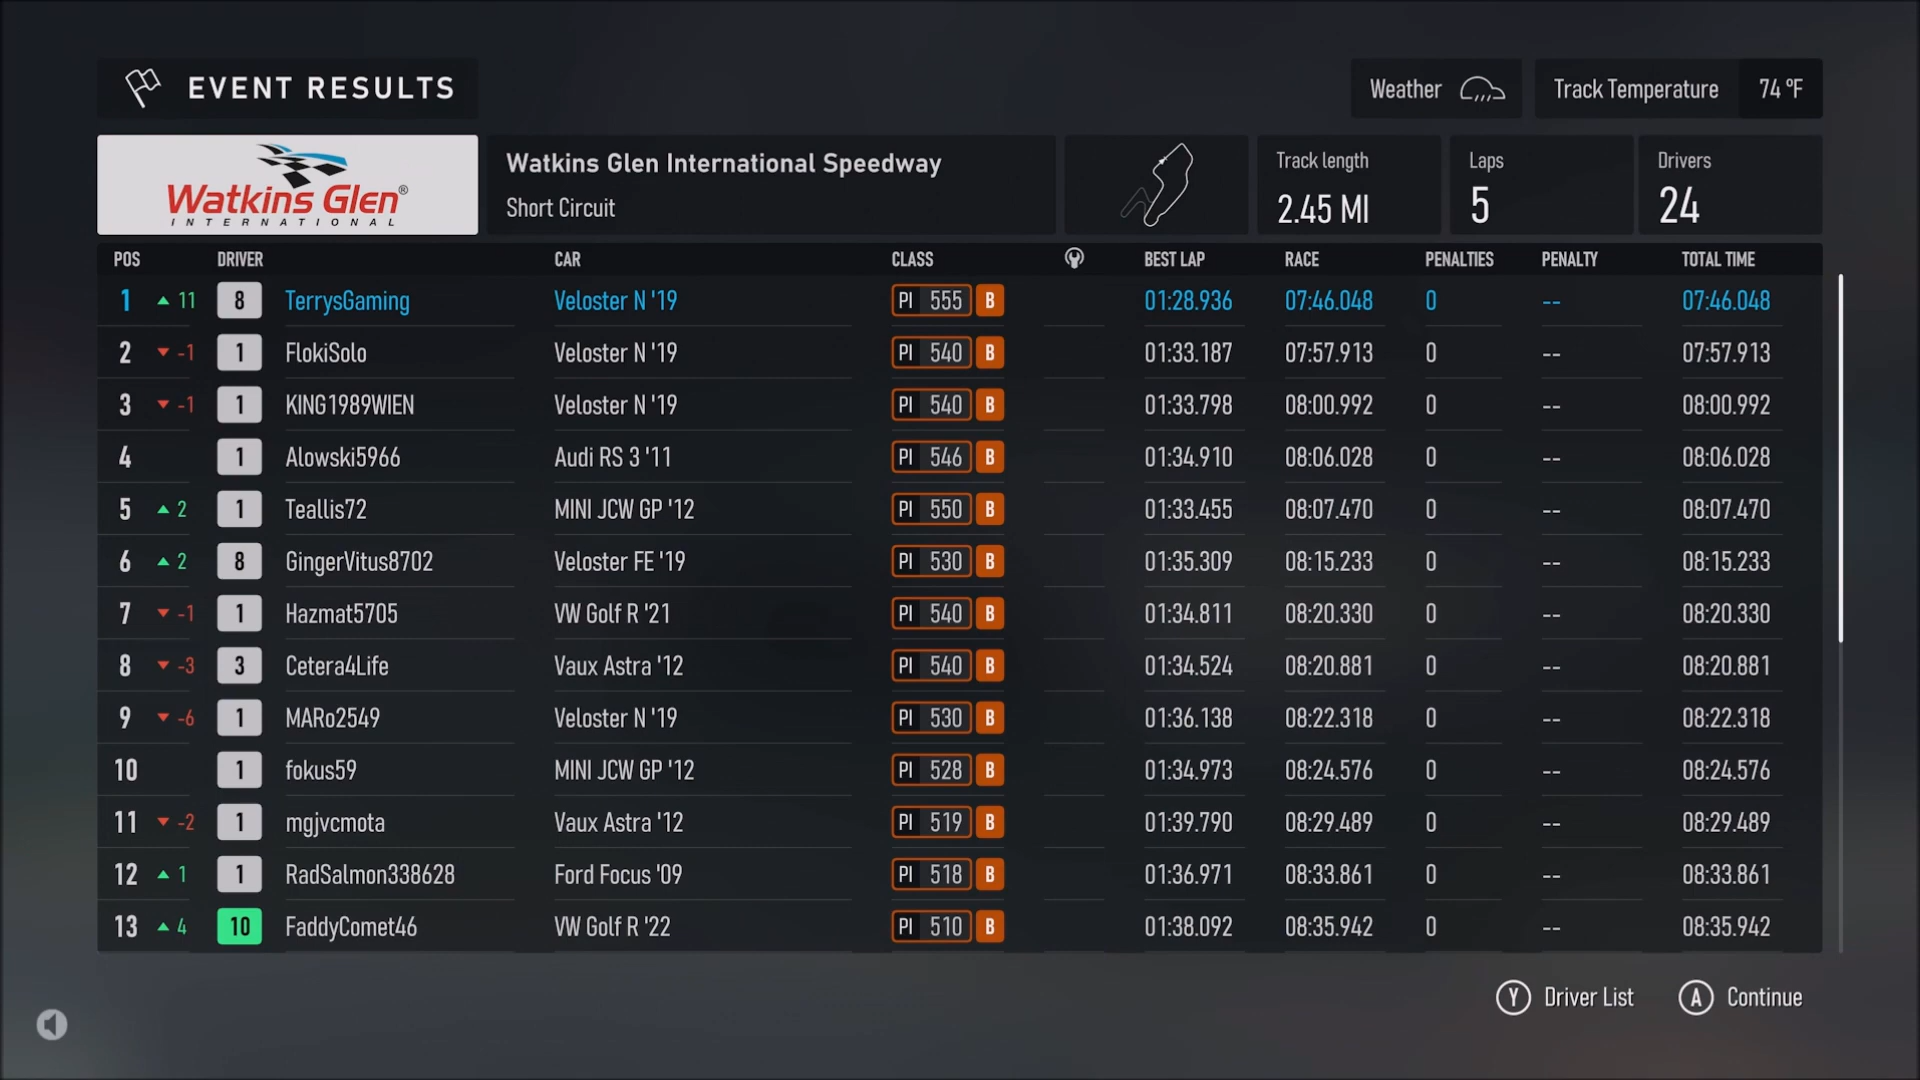 EVENT RESULTS
Weather
Track Temperature 74 ºF
Watkins Glen®
INTERNATIONAL
Watkins Glen International Speedway
Short Circuit
Track length
2.45 MI
Laps
5
Drivers
24
POS DRIVER CAR CLASS BEST LAP RACE PENALTIES PENALTY TOTAL TIME
1 ▲ 11 8 TerrysGaming Veloster N '19 PI 555 B 01:28.936 07:46.048 0 -- 07:46.048
2 ▼ -1 1 FlokiSolo Veloster N '19 PI 540 B 01:33.187 07:57.913 0 -- 07:57.913
3 ▼ -1 1 KING1989WIEN Veloster N '19 PI 540 B 01:33.798 08:00.992 0 -- 08:00.992
4 1 Alowski5966 Audi RS 3 '11 PI 546 B 01:34.910 08:06.028 0 -- 08:06.028
5 ▲ 2 1 Teallis72 MINI JCW GP '12 PI 550 B 01:33.455 08:07.470 0 -- 08:07.470
6 ▲ 2 8 GingerVitus8702 Veloster FE '19 PI 530 B 01:35.309 08:15.233 0 -- 08:15.233
7 ▼ -1 1 Hazmat5705 VW Golf R '21 PI 540 B 01:34.811 08:20.330 0 -- 08:20.330
8 ▼ -3 3 Cetera4Life Vaux Astra '12 PI 540 B 01:34.524 08:20.881 0 -- 08:20.881
9 ▼ -6 1 MARo2549 Veloster N '19 PI 530 B 01:36.138 08:22.318 0 -- 08:22.318
10 1 fokus59 MINI JCW GP '12 PI 528 B 01:34.973 08:24.576 0 -- 08:24.576
11 ▼ -2 1 mgjvcmota Vaux Astra '12 PI 519 B 01:39.790 08:29.489 0 -- 08:29.489
12 ▲ 1 1 RadSalmon338628 Ford Focus '09 PI 518 B 01:36.971 08:33.861 0 -- 08:33.861
13 ▲ 4 10 FaddyComet46 VW Golf R '22 PI 510 B 01:38.092 08:35.942 0 -- 08:35.942
Y Driver List A Continue